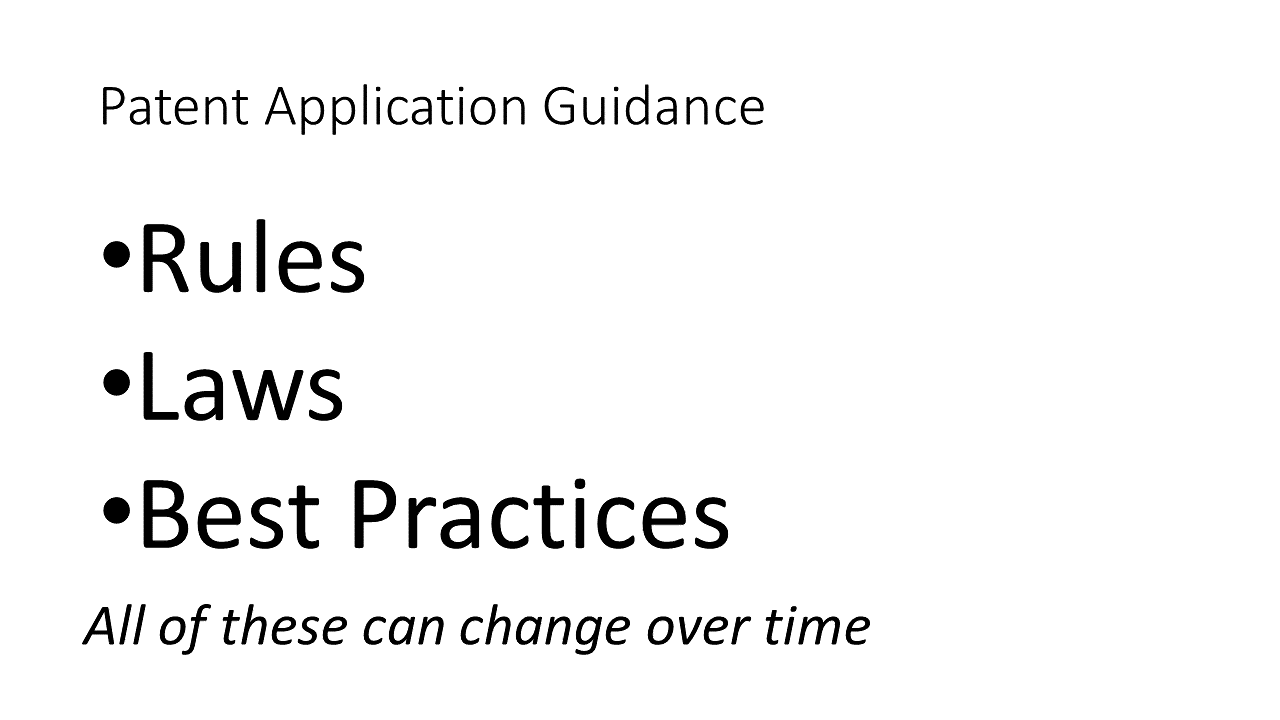 Patent Application Guidance
•Rules
•Laws
•Best Practices
All of these can change over time